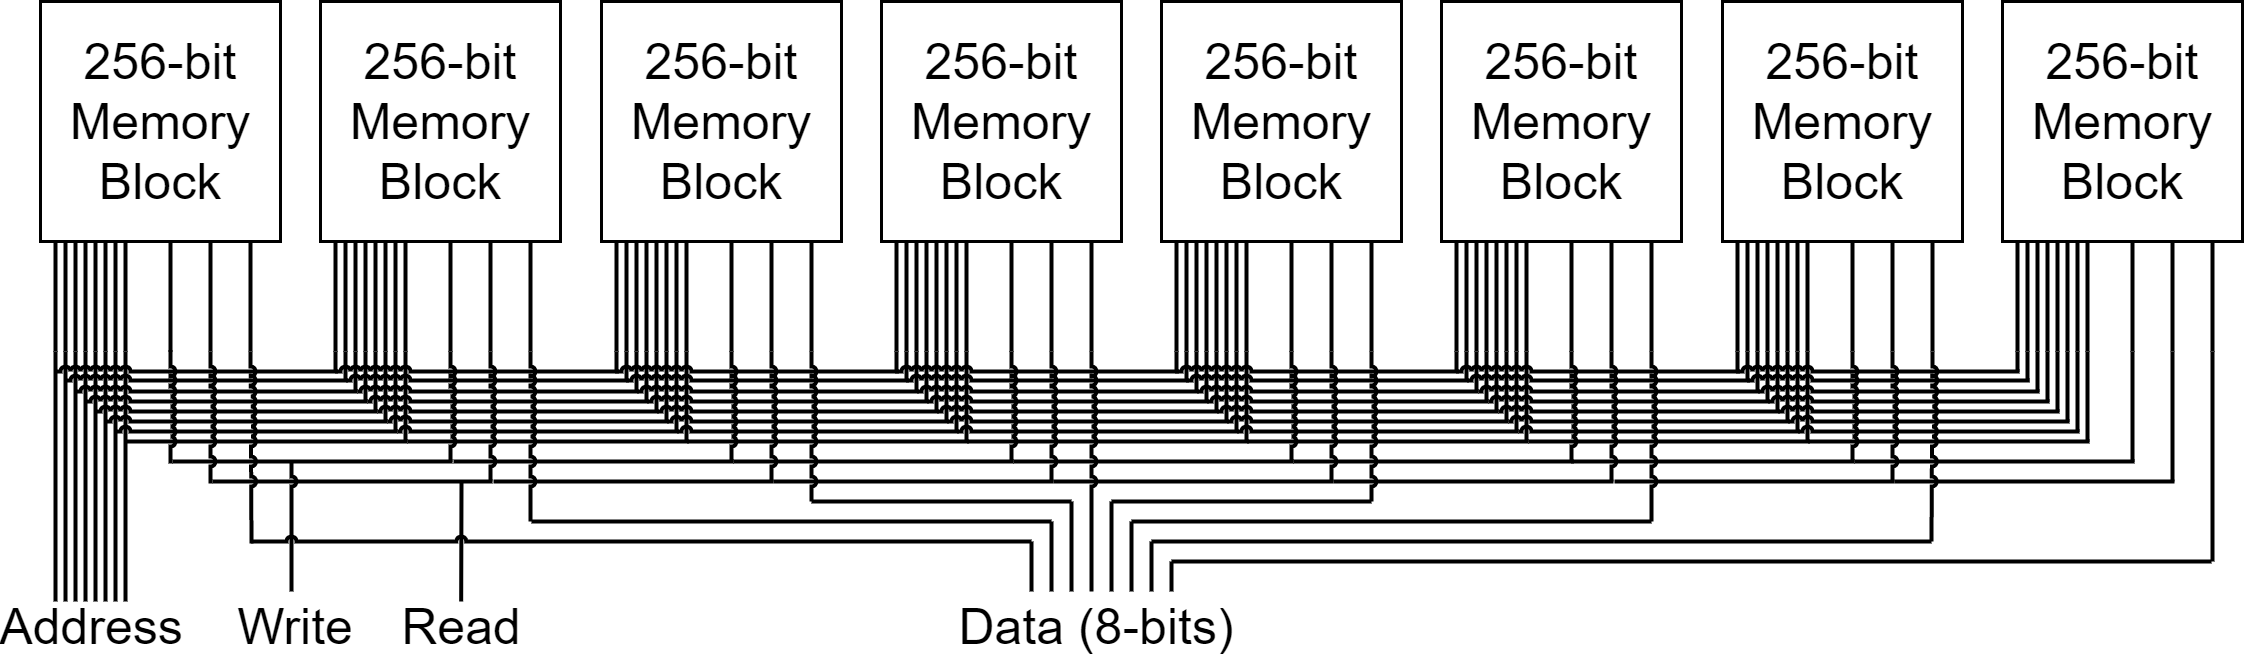 256-bit
Memory
Block
256-bit
Memory
Block
256-bit
Memory
Block
256-bit
Memory
Block
256-bit
Memory
Block
256-bit
Memory
Block
256-bit
Memory
Block
256-bit
Memory
Block
Address
Write
Read
Data (8-bits)